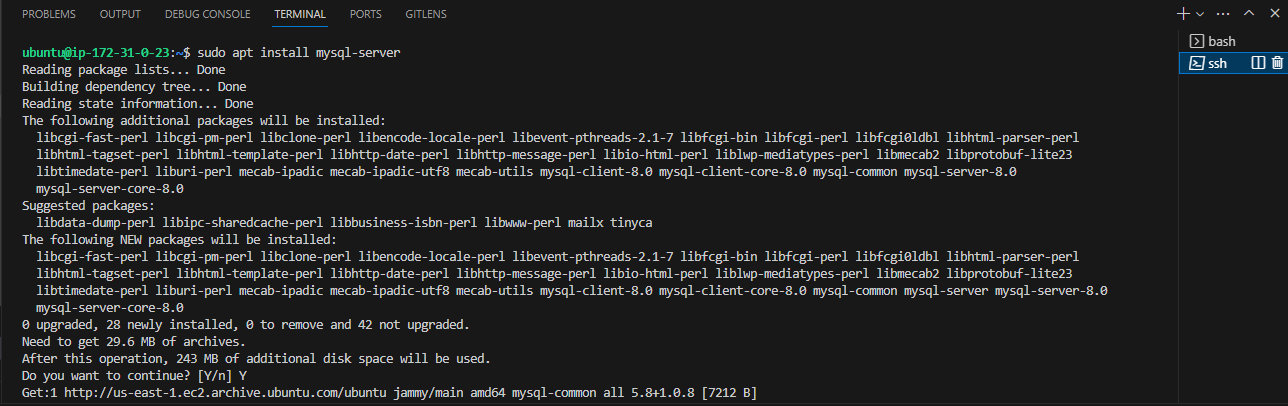 PROBLEMS OUTPUT DEBUG CONSOLE TERMINAL PORTS GITLENS
bash
ssh
ubuntu@ip-172-31-0-23:~$ sudo apt install mysql-server
Reading package lists... Done
Building dependency tree... Done
Reading state information... Done
The following additional packages will be installed:
  libcgi-fast-perl libcgi-pm-perl libclone-perl libencode-locale-perl libevent-pthreads-2.1-7 libfcgi-bin libfcgi-perl libfcgi0ldbl libhtml-parser-perl
  libhtml-tagset-perl libhtml-template-perl libhttp-date-perl libhttp-message-perl libio-html-perl liblwp-mediatypes-perl libmecab2 libprotobuf-lite23
  libtimedate-perl liburi-perl mecab-ipadic mecab-ipadic-utf8 mecab-utils mysql-client-8.0 mysql-client-core-8.0 mysql-common mysql-server-8.0
  mysql-server-core-8.0
Suggested packages:
  libdata-dump-perl libipc-sharedcache-perl libbusiness-isbn-perl libwww-perl mailx tinyca
The following NEW packages will be installed:
  libcgi-fast-perl libcgi-pm-perl libclone-perl libencode-locale-perl libevent-pthreads-2.1-7 libfcgi-bin libfcgi-perl libfcgi0ldbl libhtml-parser-perl
  libhtml-tagset-perl libhtml-template-perl libhttp-date-perl libhttp-message-perl libio-html-perl liblwp-mediatypes-perl libmecab2 libprotobuf-lite23
  libtimedate-perl liburi-perl mecab-ipadic mecab-ipadic-utf8 mecab-utils mysql-client-8.0 mysql-client-core-8.0 mysql-common mysql-server mysql-server-8.0
  mysql-server-core-8.0
0 upgraded, 28 newly installed, 0 to remove and 42 not upgraded.
Need to get 29.6 MB of archives.
After this operation, 243 MB of additional disk space will be used.
Do you want to continue? [Y/n] Y
Get:1 http://us-east-1.ec2.archive.ubuntu.com/ubuntu jammy/main amd64 mysql-common all 5.8+1.0.8 [7212 B]